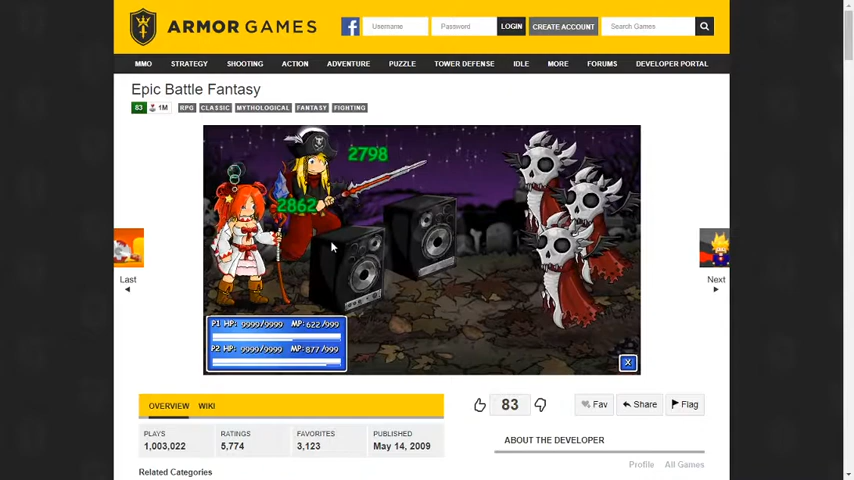 ARMOR GAMES
Username
Password
LOGIN
CREATE ACCOUNT
Search Games
MMO STRATEGY SHOOTING ACTION ADVENTURE PUZZLE TOWER DEFENSE IDLE MORE FORUMS DEVELOPER PORTAL
Epic Battle Fantasy
83 1M RPG CLASSIC MYTHOLOGICAL FANTASY FIGHTING
2798
2862
P1 HP: 9999/9999 MP:622/999
P2 HP: 9999/9999 MP:877/999
X
Last
Next
OVERVIEW WIKI
83
Fav
Share
Flag
PLAYS RATINGS FAVORITES PUBLISHED
1,003,022 5,774 3,123 May 14, 2009
ABOUT THE DEVELOPER
Profile All Games
Related Categories